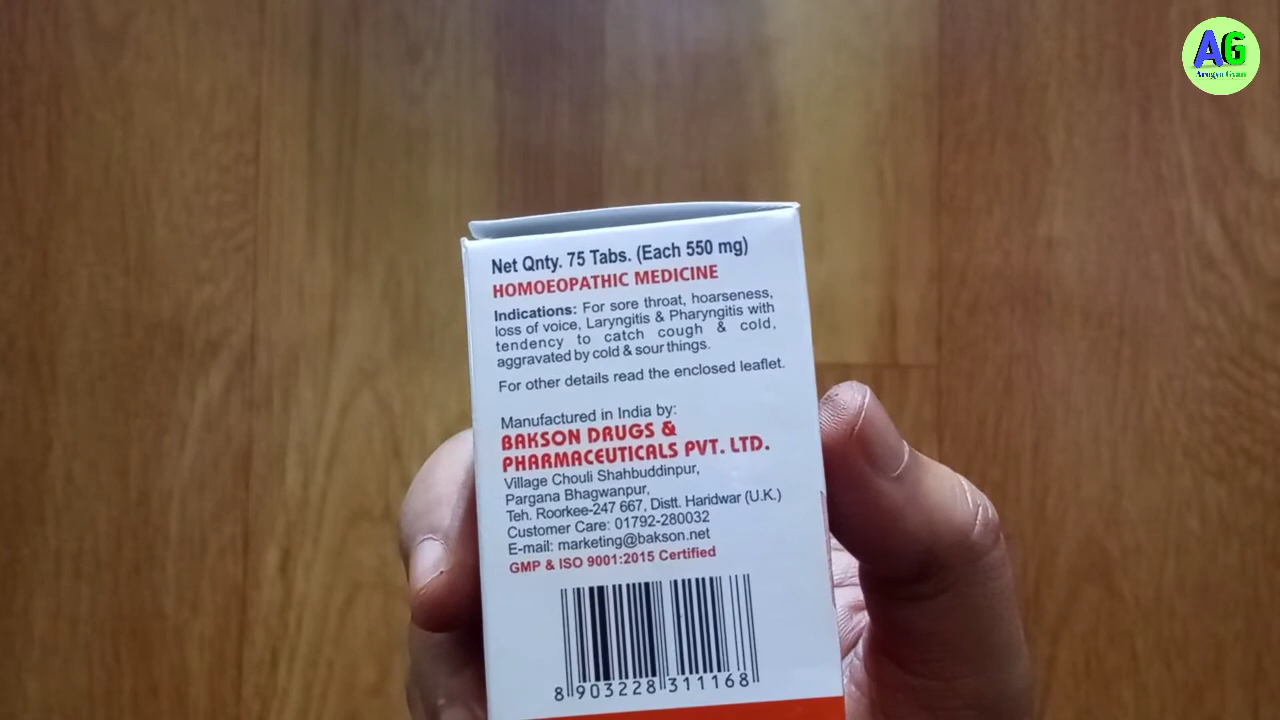 AG
Arogya Gyan
Net Qnty. 75 Tabs. (Each 550 mg)
HOMOEOPATHIC MEDICINE
Indications: For sore throat, hoarseness,
loss of voice, Laryngitis & Pharyngitis with
tendency to catch cough & cold,
aggravated by cold & sour things.
For other details read the enclosed leaflet.
Manufactured in India by:
BAKSON DRUGS &
PHARMACEUTICALS PVT. LTD.
Village Chouli Shahbuddinpur,
Pargana Bhagwanpur,
Teh. Roorkee-247 667, Distt. Haridwar (U.K.)
Customer Care: 01792-280032
E-mail: marketing@bakson.net
GMP & ISO 9001:2015 Certified
8 903228 311168